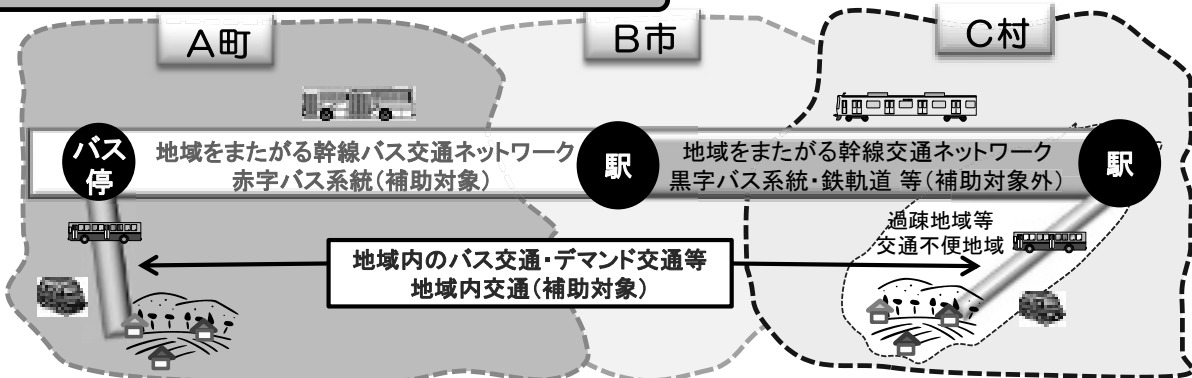 A町
B市
C村
バス停
地域をまたがる幹線バス交通ネットワーク
赤字バス系統(補助対象)
駅
地域をまたがる幹線交通ネットワーク
黒字バス系統・鉄軌道 等(補助対象外)
駅
過疎地域等
交通不便地域
地域内のバス交通・デマンド交通等
地域内交通(補助対象)